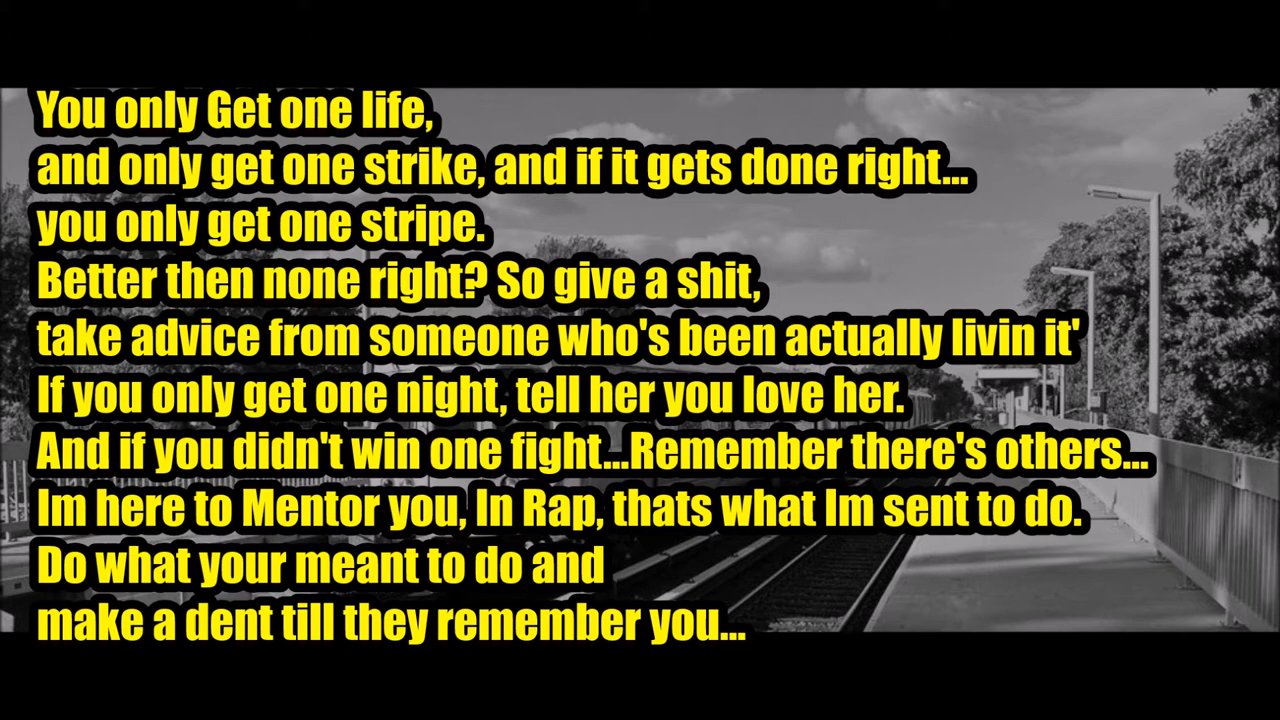 You only Get one life,
and only get one strike, and if it gets done right...
you only get one stripe.
Better then none right? So give a shit,
take advice from someone who's been actually livin it'
If you only get one night, tell her you love her.
And if you didn't win one fight...Remember there's others...
Im here to Mentor you, In Rap, thats what Im sent to do.
Do what your meant to do and
make a dent till they remember you...